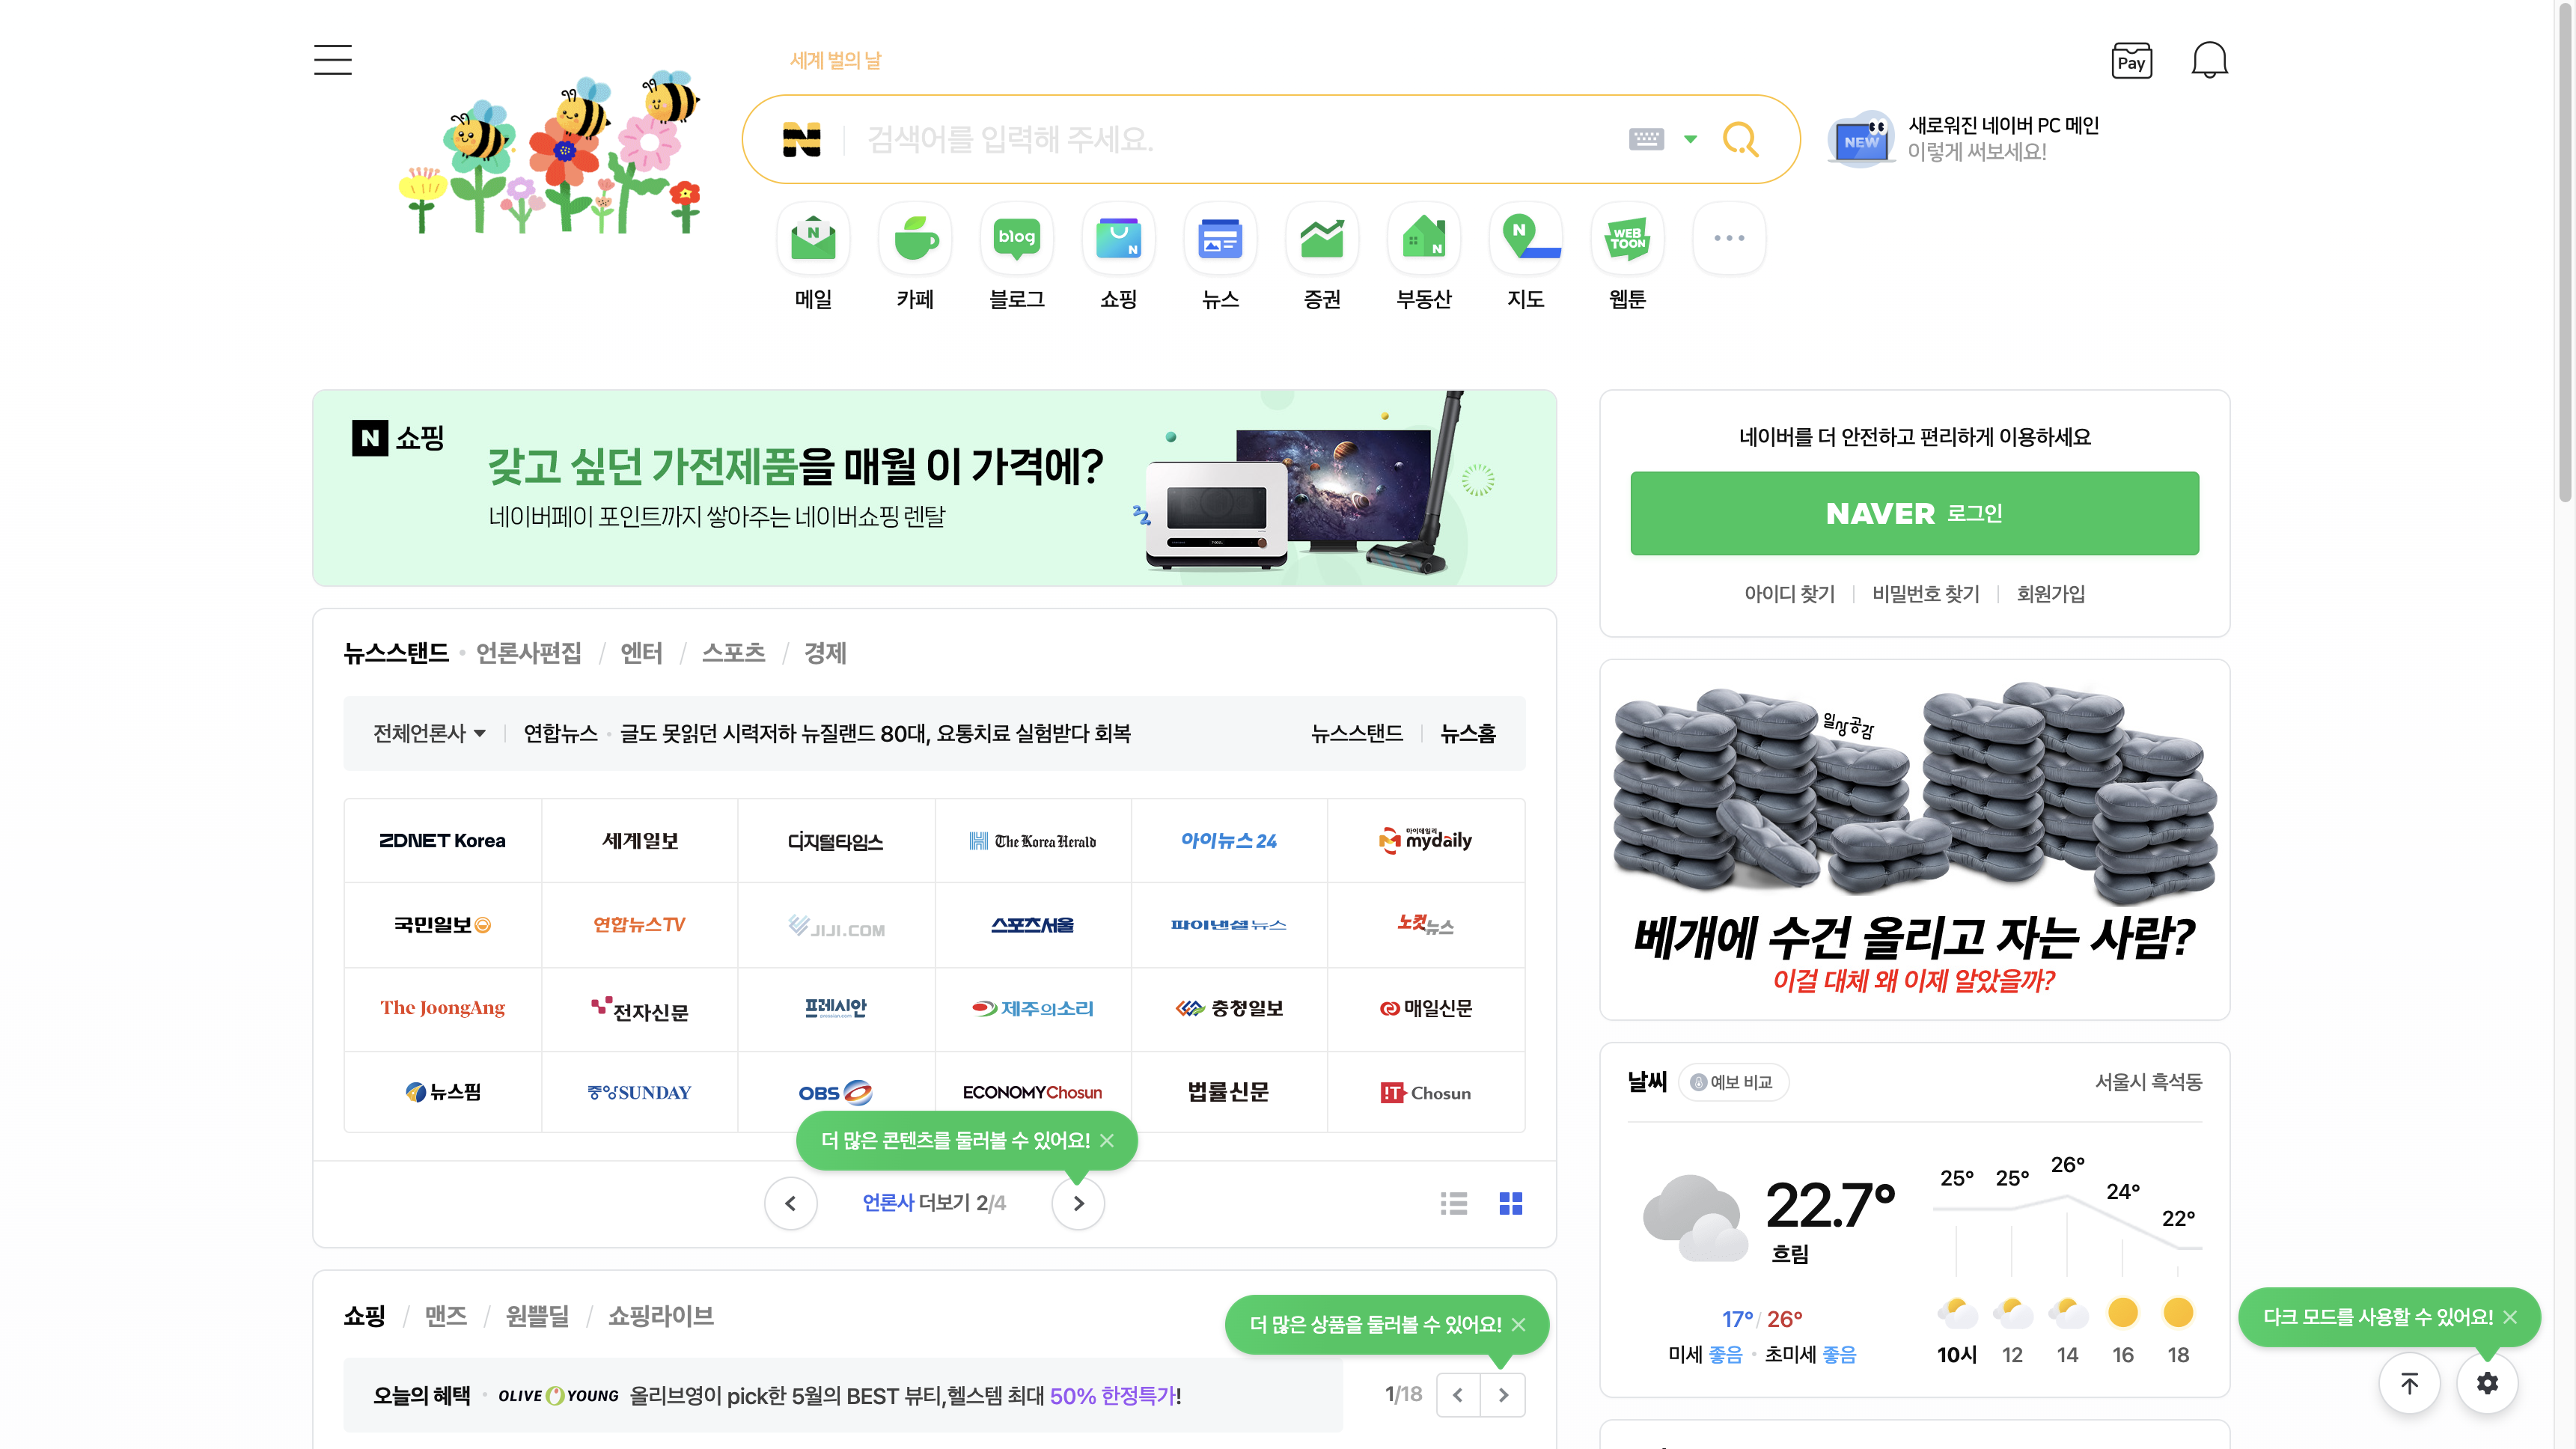 세계 벌의 날
Pay
N 검색어를 입력해 주세요.
NEW
새로워진 네이버 PC 메인
이렇게 써보세요!
N blog N N N WEB TOON
메일 카페 블로그 쇼핑 뉴스 증권 부동산 지도 웹툰
N 쇼핑
갖고 싶던 가전제품을 매월 이 가격에?
네이버페이 포인트까지 쌓아주는 네이버쇼핑 렌탈
네이버를 더 안전하고 편리하게 이용하세요
NAVER 로그인
아이디 찾기 비밀번호 찾기 회원가입
뉴스스탠드 · 언론사편집 / 엔터 / 스포츠 / 경제
전체언론사 연합뉴스 · 글도 못읽던 시력저하 뉴질랜드 80대, 요통치료 실험받다 회복 뉴스스탠드 뉴스홈
ZDNET Korea 세계일보 디지털타임스 The Korea Herald 아이뉴스 24 마이데일리 mydaily
국민일보 연합뉴스TV JIJI.COM 스포츠서울 파이낸셜뉴스 노컷뉴스
The JoongAng 전자신문 프레시안 제주의소리 충청일보 매일신문
뉴스핌 중앙SUNDAY OBS ECONOMYChosun 법률신문 IT Chosun
더 많은 콘텐츠를 둘러볼 수 있어요!
언론사 더보기 2/4
일상공감
베개에 수건 올리고 자는 사람?
이걸 대체 왜 이제 알았을까?
날씨 예보 비교 서울시 흑석동
22.7°
흐림
25° 25° 26° 24° 22°
17° / 26°
미세 좋음 · 초미세 좋음
10시 12 14 16 18
쇼핑 / 맨즈 / 원쁠딜 / 쇼핑라이브
더 많은 상품을 둘러볼 수 있어요!
다크 모드를 사용할 수 있어요!
오늘의 혜택 · OLIVE YOUNG 올리브영이 pick한 5월의 BEST 뷰티,헬스템 최대 50% 한정특가!
1/18